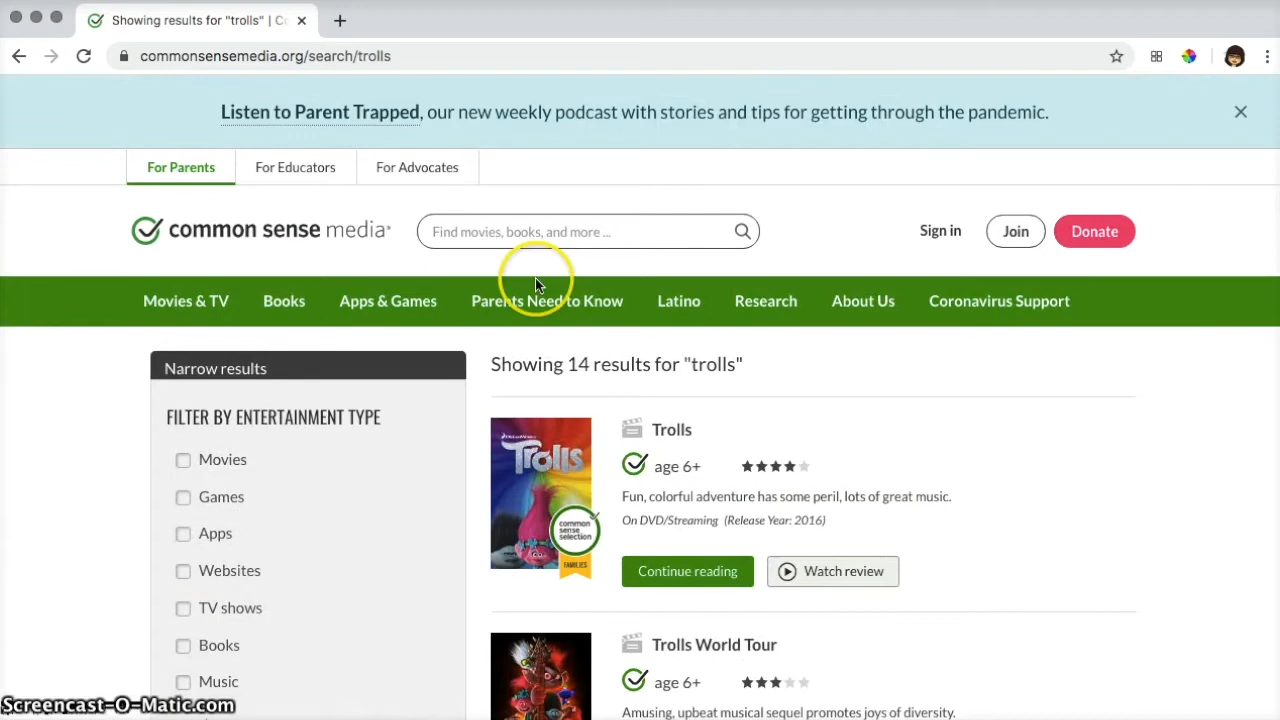 Showing results for "trolls" | Co
commonsensemedia.org/search/trolls
Listen to Parent Trapped, our new weekly podcast with stories and tips for getting through the pandemic.
For Parents For Educators For Advocates
common sense media
Find movies, books, and more ...
Sign in Join Donate
Movies & TV Books Apps & Games Parents Need to Know Latino Research About Us Coronavirus Support
Narrow results
FILTER BY ENTERTAINMENT TYPE
Movies
Games
Apps
Websites
TV shows
Books
Music
Showing 14 results for "trolls"
Trolls
common
sense
selection
FAMILIES
Trolls
age 6+
Fun, colorful adventure has some peril, lots of great music.
On DVD/Streaming (Release Year: 2016)
Continue reading Watch review
Trolls World Tour
age 6+
Amusing, upbeat musical sequel promotes joys of diversity.
Screencast-O-Matic.com